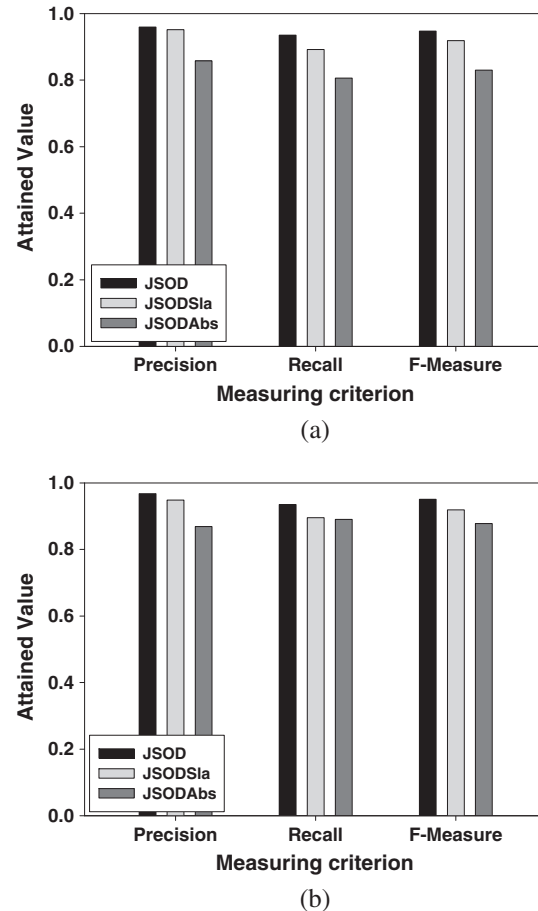 1.0
0.8
0.6
0.4
0.2
0.0
Attained Value
JSOD
JSODSla
JSODAbs
Precision Recall F-Measure
Measuring criterion
(a)
1.0
0.8
0.6
0.4
0.2
0.0
Attained Value
JSOD
JSODSla
JSODAbs
Precision Recall F-Measure
Measuring criterion
(b)